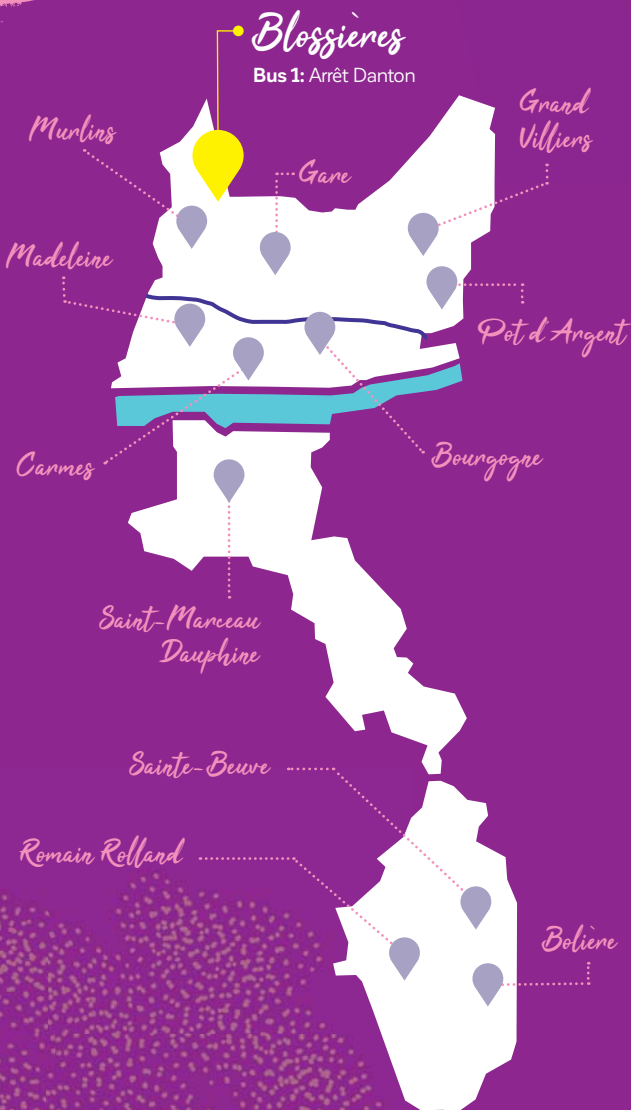 Blossières
Bus 1: Arrêt Danton
Grand
Villiers
Murlins
Gare
Madeleine
Pot d'Argent
Carmes
Bourgogne
Saint-Marceau
Dauphine
Sainte-Beuve
Romain Rolland
Bolière